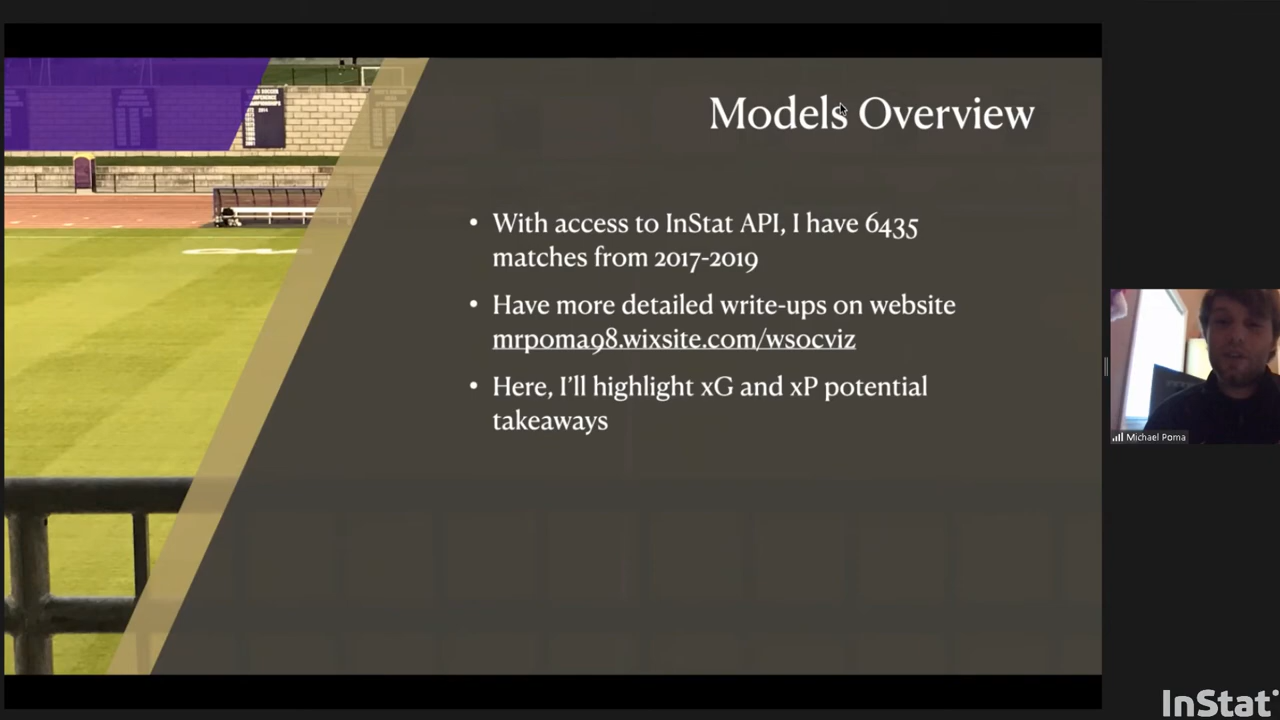 Models Overview
• With access to InStat API, I have 6435
matches from 2017-2019
• Have more detailed write-ups on website
mrpoma98.wixsite.com/wsocviz
• Here, I'll highlight xG and xP potential
takeaways
Michael Poma
InStat